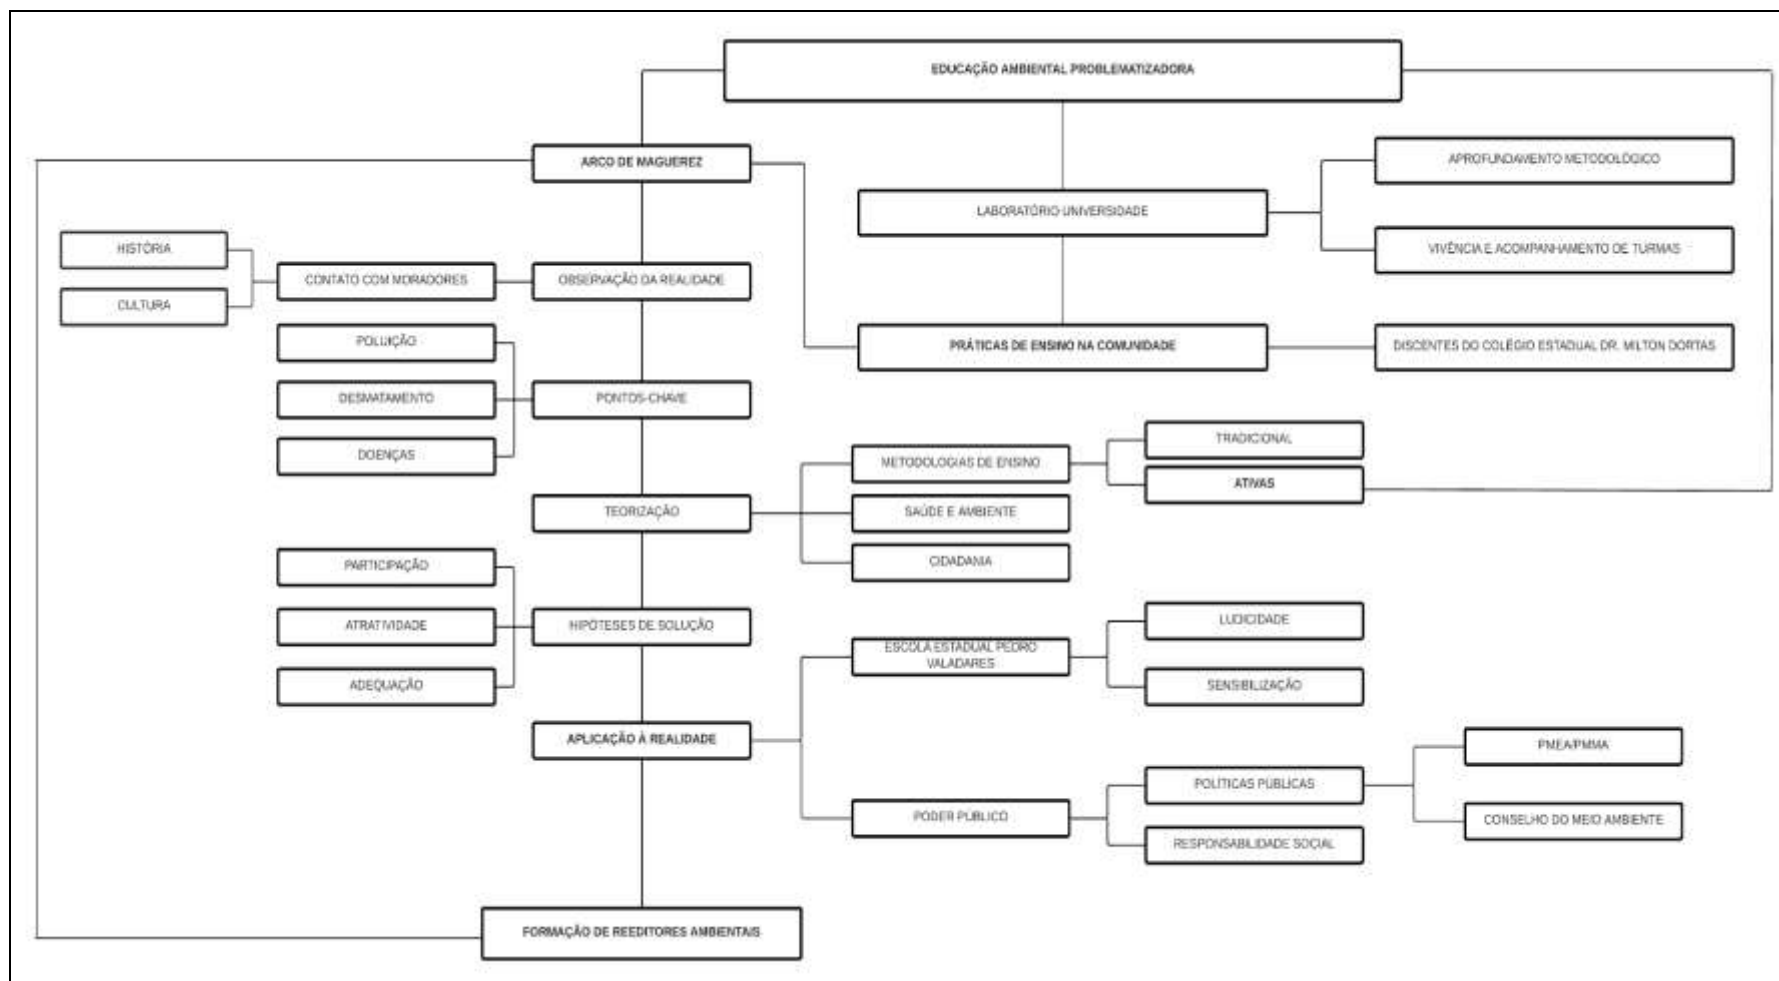 EDUCAÇÃO AMBIENTAL PROBLEMATIZADORA
ARCO DE MAGUEREZ
APROFUNDAMENTO METODOLÓGICO
LABORATÓRIO-UNIVERSIDADE
VIVÊNCIA E ACOMPANHAMENTO DE TURMAS
HISTÓRIA
CONTATO COM MORADORES
OBSERVAÇÃO DA REALIDADE
CULTURA
POLUIÇÃO
PRÁTICAS DE ENSINO NA COMUNIDADE
DISCENTES DO COLÉGIO ESTADUAL DR. MILTON DORTAS
DESMATAMENTO
PONTOS-CHAVE
DOENÇAS
METODOLOGIAS DE ENSINO
TRADICIONAL
ATIVAS
TEORIZAÇÃO
SAÚDE E AMBIENTE
CIDADANIA
PARTICIPAÇÃO
ATRATIVIDADE
HIPÓTESES DE SOLUÇÃO
ADEQUAÇÃO
ESCOLA ESTADUAL PEDRO
VALADARES
LUDICIDADE
SENSIBILIZAÇÃO
APLICAÇÃO À REALIDADE
PODER PÚBLICO
POLÍTICAS PÚBLICAS
PMEA/PMMA
CONSELHO DO MEIO AMBIENTE
RESPONSABILIDADE SOCIAL
FORMAÇÃO DE REEDITORES AMBIENTAIS